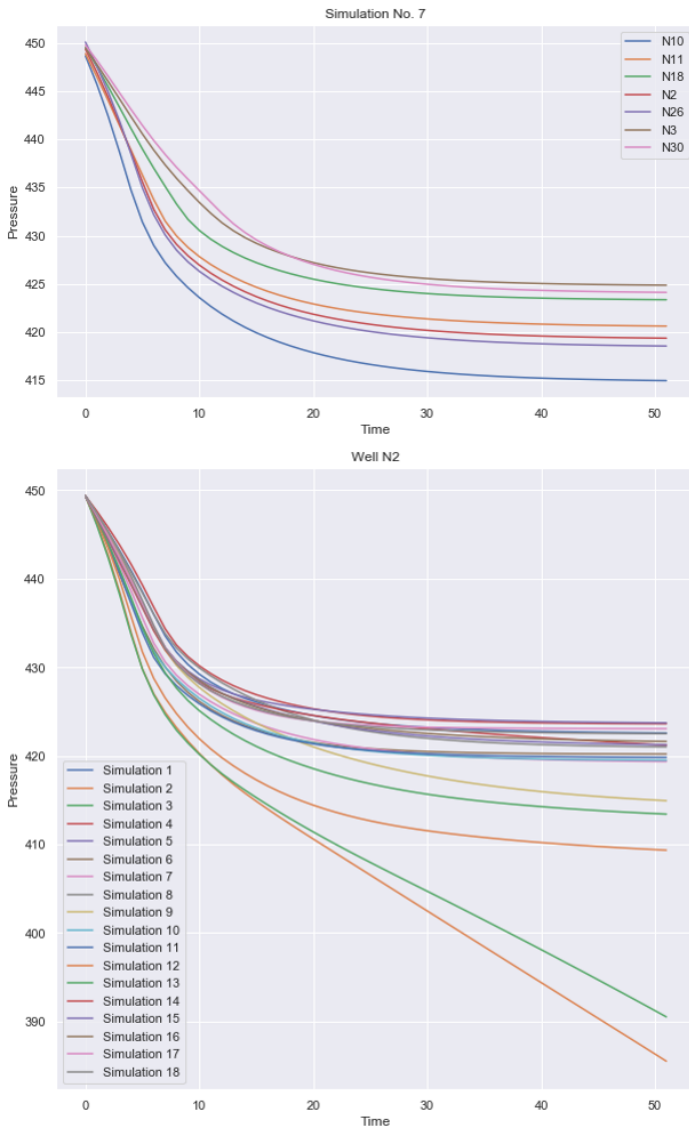 Simulation No. 7
450
445
440
435
430
425
420
415
Pressure
0 10 20 30 40 50
Time
N10
N11
N18
N2
N26
N3
N30
Well N2
450
440
430
420
410
400
390
Pressure
Simulation 1
Simulation 2
Simulation 3
Simulation 4
Simulation 5
Simulation 6
Simulation 7
Simulation 8
Simulation 9
Simulation 10
Simulation 11
Simulation 12
Simulation 13
Simulation 14
Simulation 15
Simulation 16
Simulation 17
Simulation 18
0 10 20 30 40 50
Time